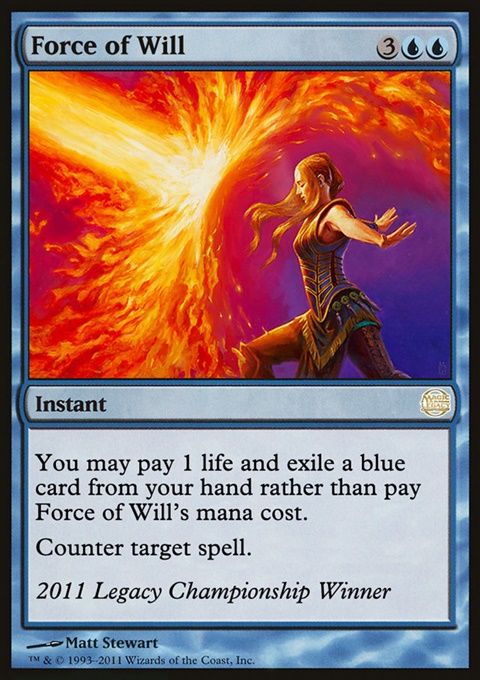 Force of Will 3
Instant
MAGIC
LEGACY
You may pay 1 life and exile a blue
card from your hand rather than pay
Force of Will's mana cost.
Counter target spell.
2011 Legacy Championship Winner
Matt Stewart
™ & © 1993–2011 Wizards of the Coast, Inc.